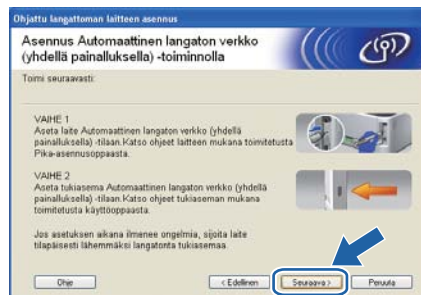 Ohjattu langattoman laitteen asennus
Asennus Automaattinen langaton verkko
(yhdellä painalluksella) -toiminnolla
Toimi seuraavasti:
VAIHE 1
Aseta laite Automaattinen langaton verkko (yhdellä
painalluksella) -tilaan.Katso ohjeet laitteen mukana toimitetusta
Pika-asennusoppaasta.
VAIHE 2
Aseta tukiasema Automaattinen langaton verkko (yhdellä
painalluksella) -tilaan.Katso ohjeet tukiaseman mukana
toimitetusta käyttöoppaasta.
Jos asetuksen aikana ilmenee ongelmia, sijoita laite
tilapäisesti lähemmäksi langatonta tukiasemaa.
Ohje
< Edellinen
Seuraava >
Peruuta